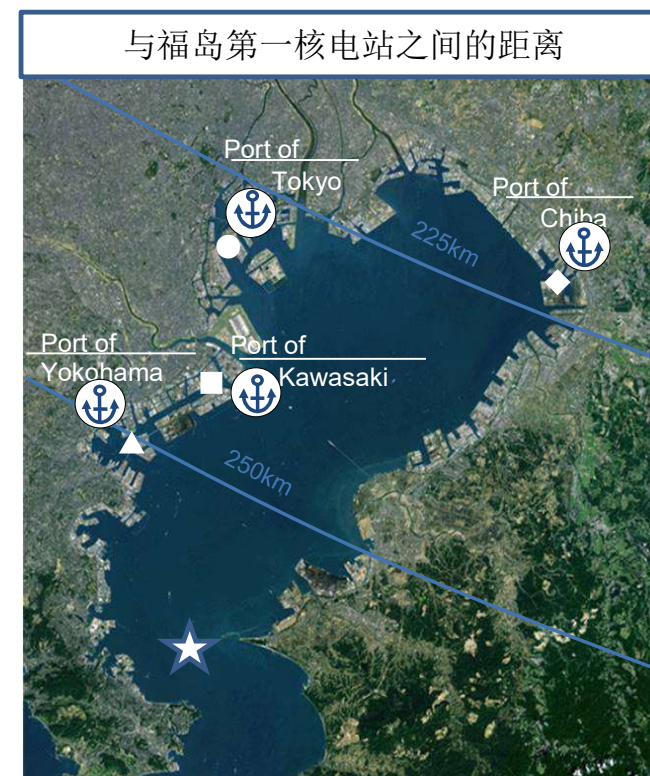 与福岛第一核电站之间的距离
Port of
Tokyo
Port of
Chiba
225km
Port of
Yokohama
Port of
Kawasaki
250km